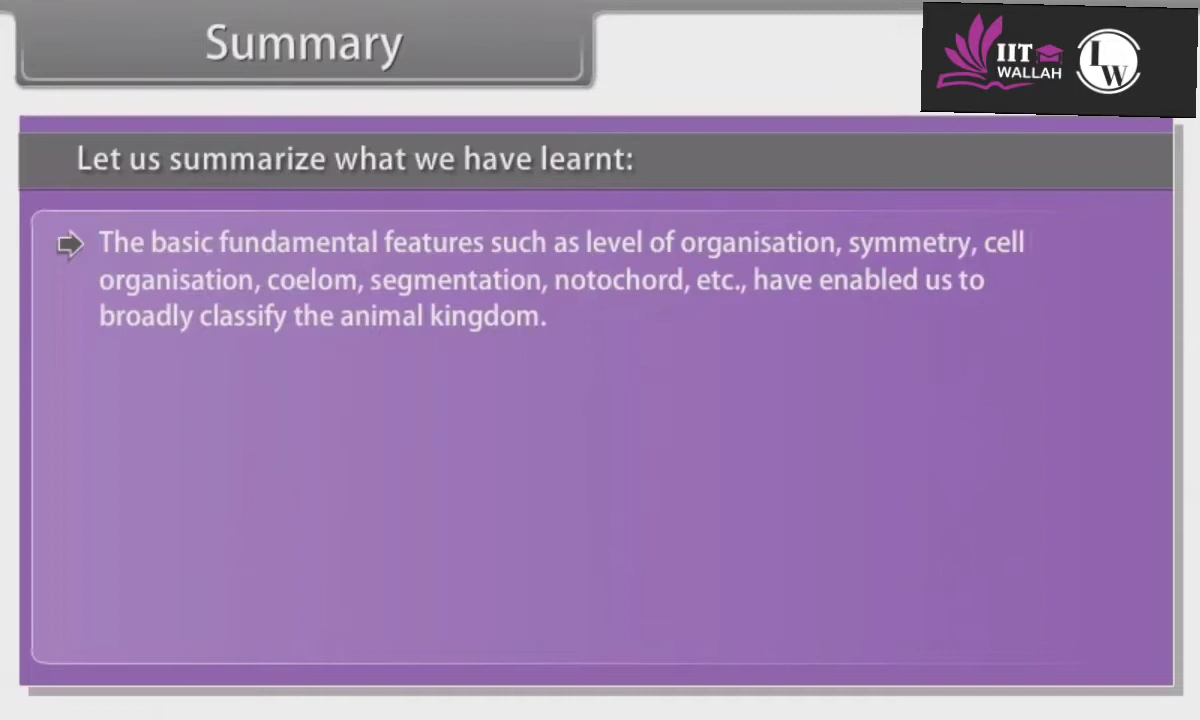 Summary
IIT
WALLAH
LW
Let us summarize what we have learnt:
The basic fundamental features such as level of organisation, symmetry, cell
organisation, coelom, segmentation, notochord, etc., have enabled us to
broadly classify the animal kingdom.